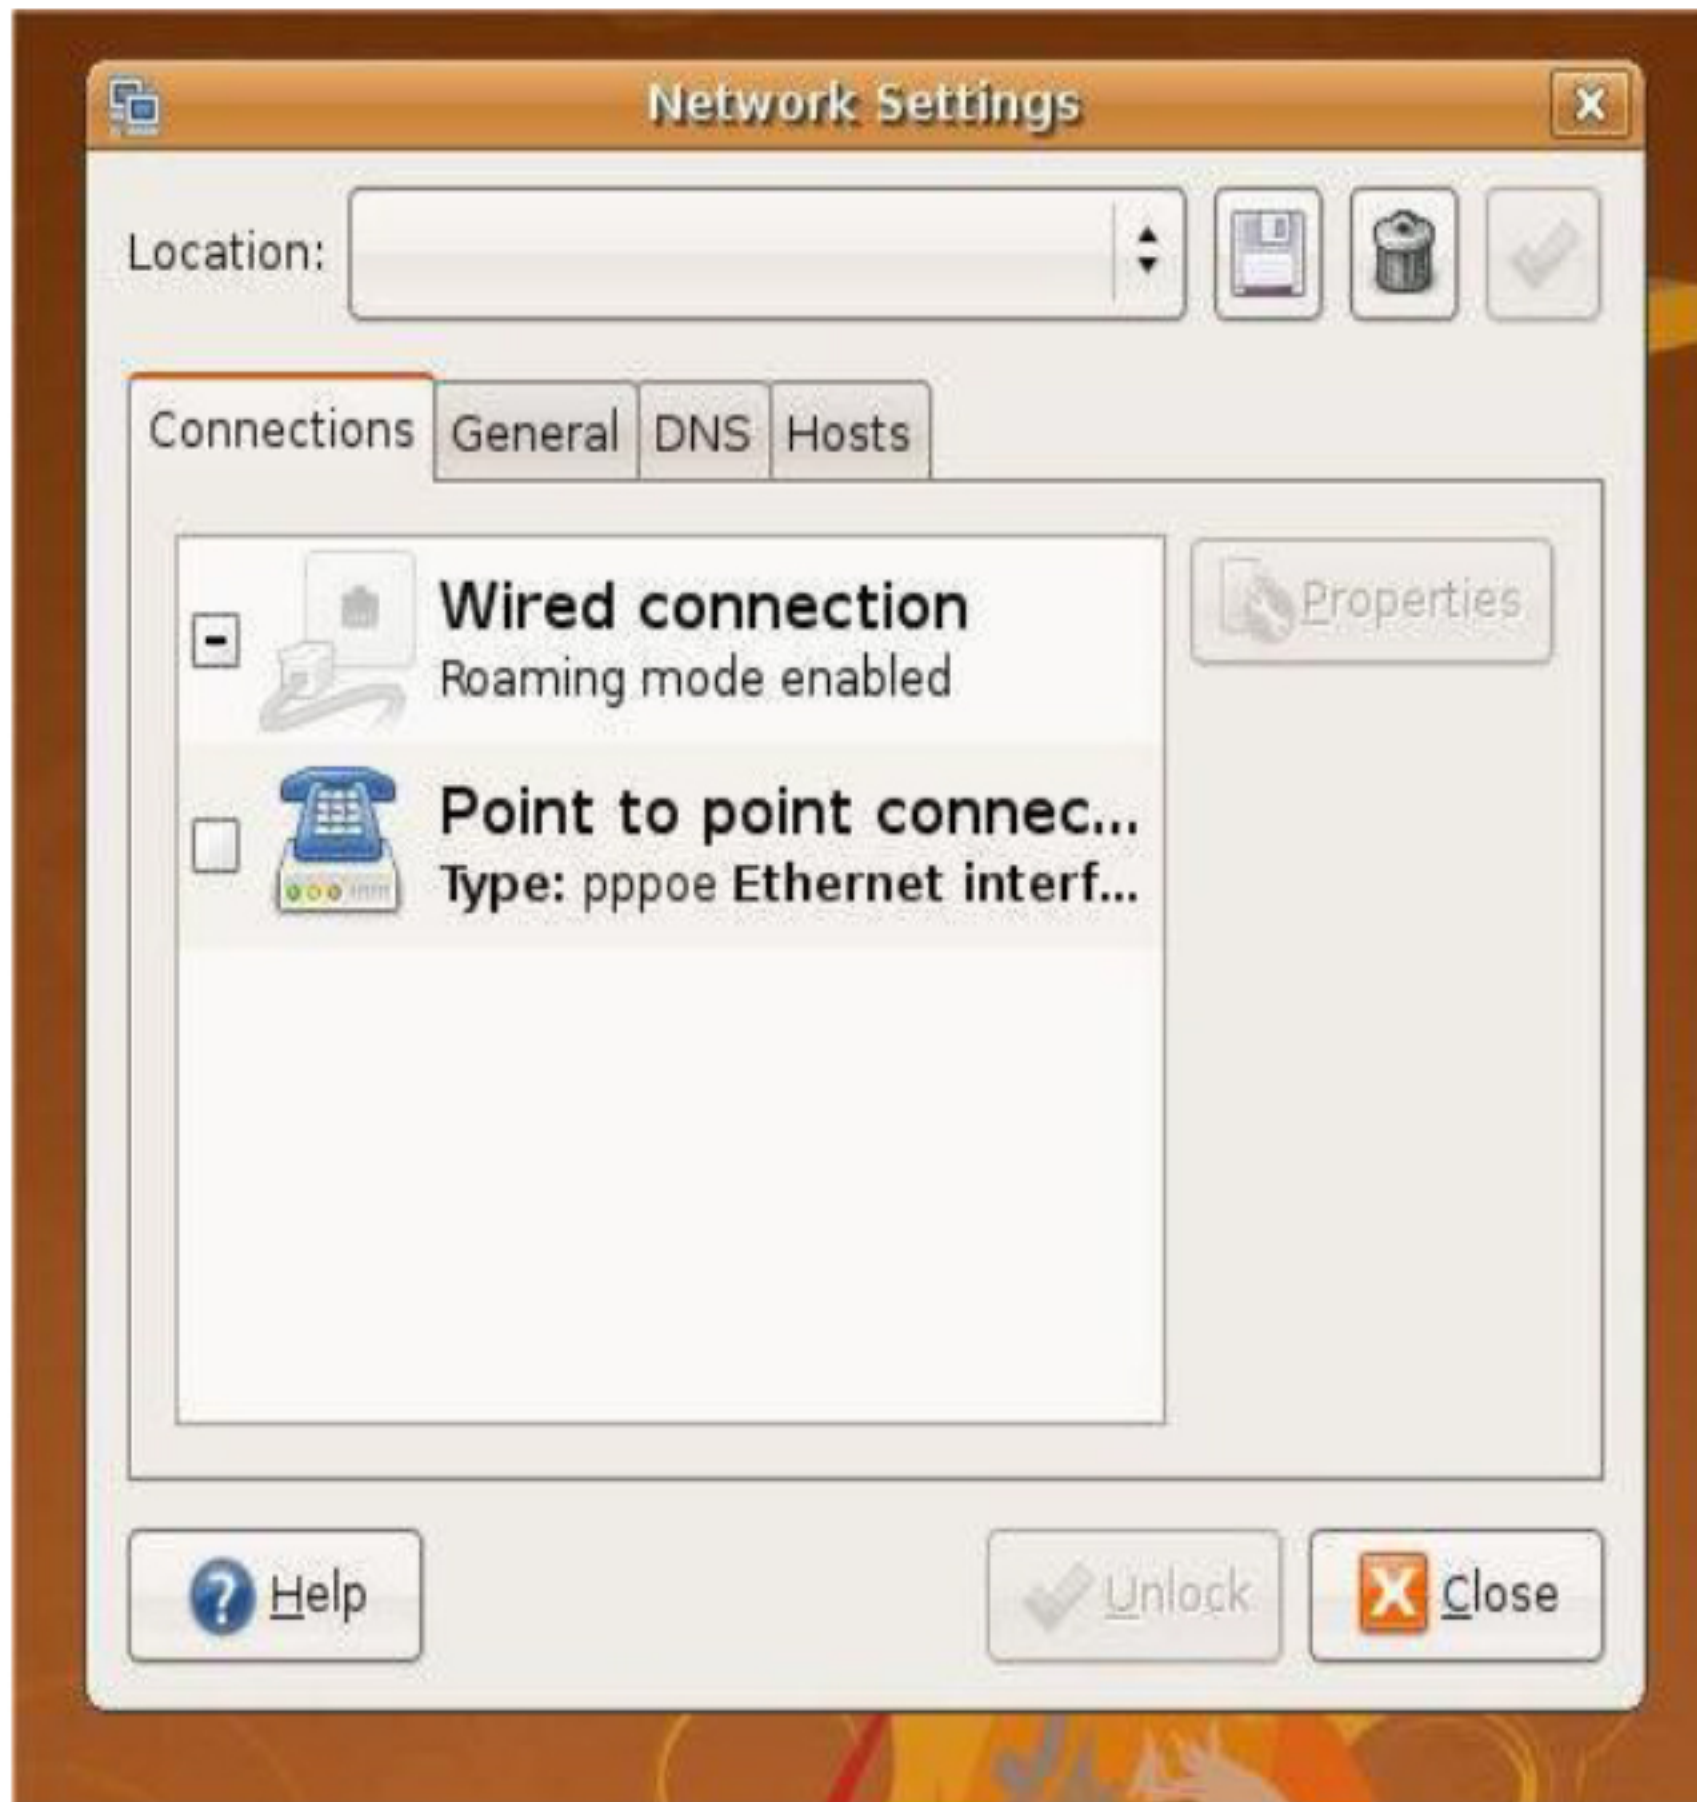 Network Settings
Location:
Connections General DNS Hosts
Wired connection
Roaming mode enabled
Properties
Point to point connec...
Type: pppoe Ethernet interf...
Help Unlock Close